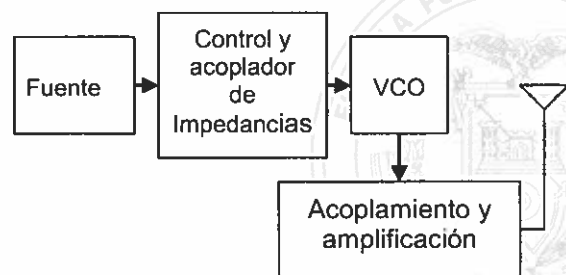 Fuente
Control y
acoplador
de
Impedancias
VCO
Acoplamiento y
amplificación